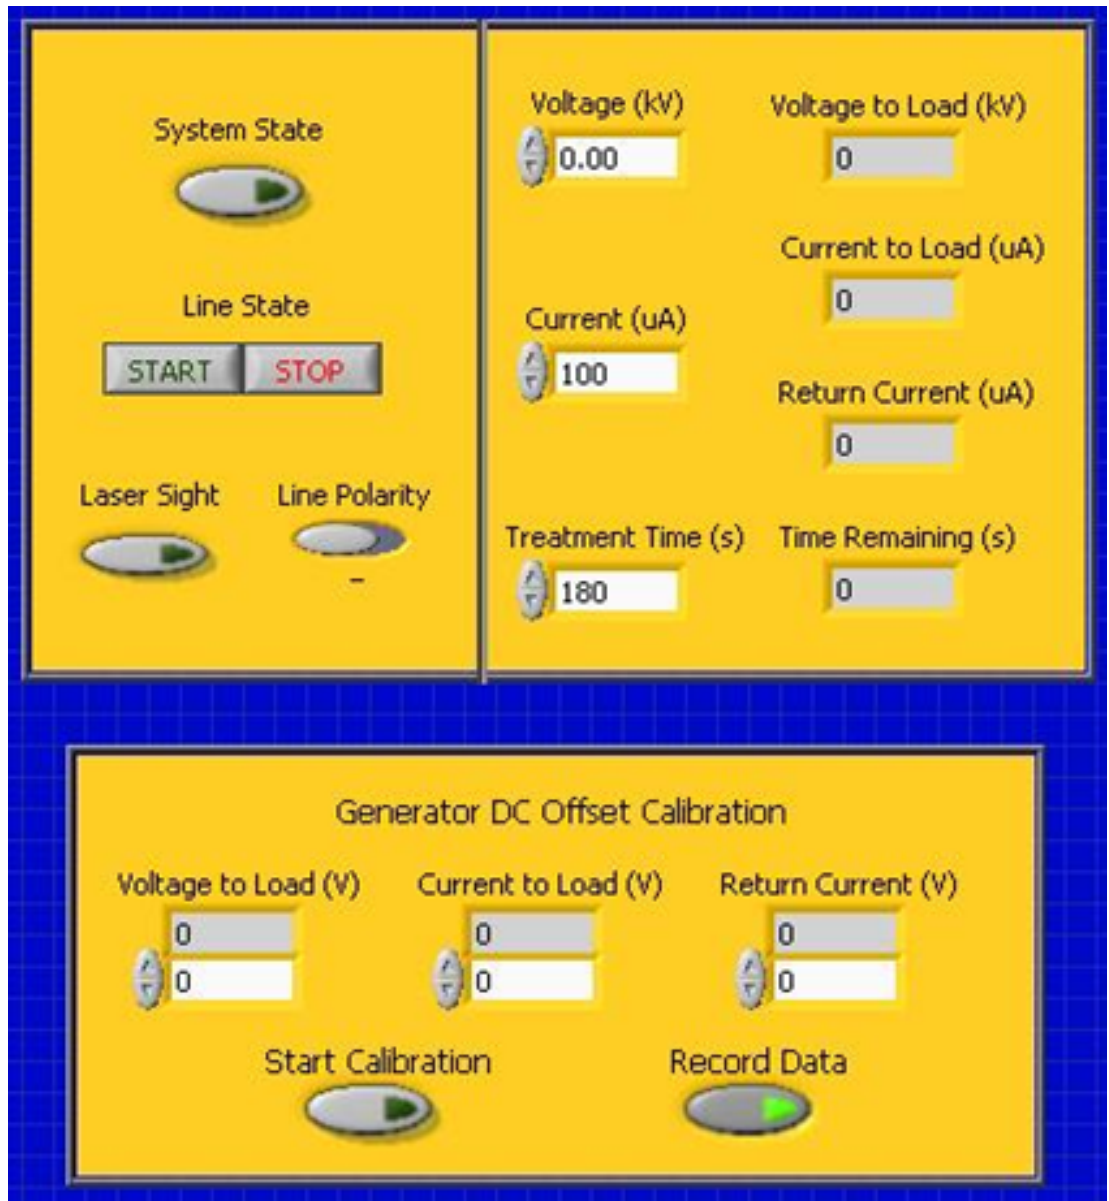 System State
Line State
START STOP
Laser Sight Line Polarity
-
Voltage (kV) Voltage to Load (kV)
0.00 0
Current to Load (uA)
0
Current (uA)
100
Return Current (uA)
0
Treatment Time (s) Time Remaining (s)
180 0
Generator DC Offset Calibration
Voltage to Load (V) Current to Load (V) Return Current (V)
0 0 0
0 0 0
Start Calibration Record Data